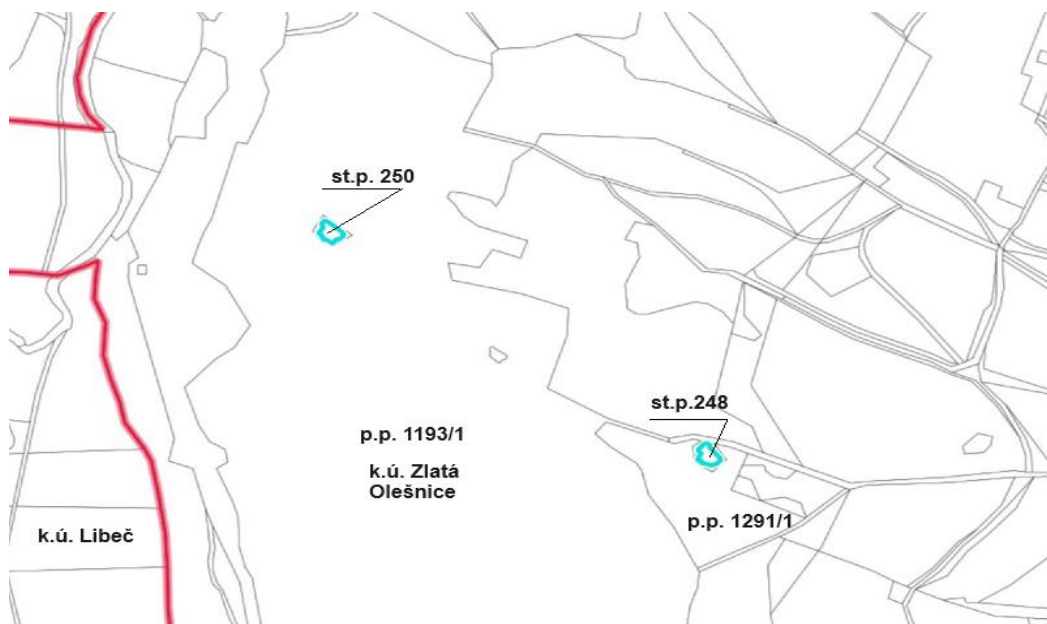 st.p. 250
st.p.248
p.p. 1193/1
k.ú. Zlatá
Olešnice
p.p. 1291/1
k.ú. Libeč